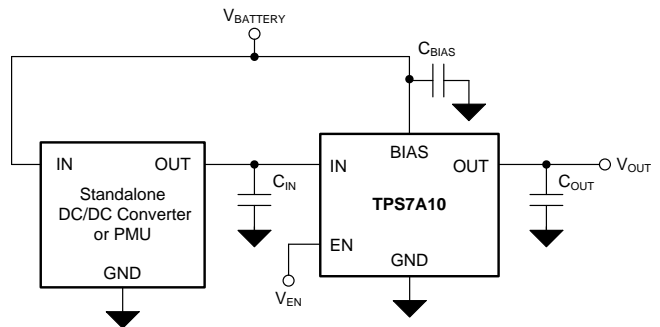 VBATTERY
CBIAS
IN
OUT
Standalone
DC/DC Converter
or PMU
GND
CIN
IN
BIAS
OUT
TPS7A10
EN
GND
VEN
COUT
VOUT